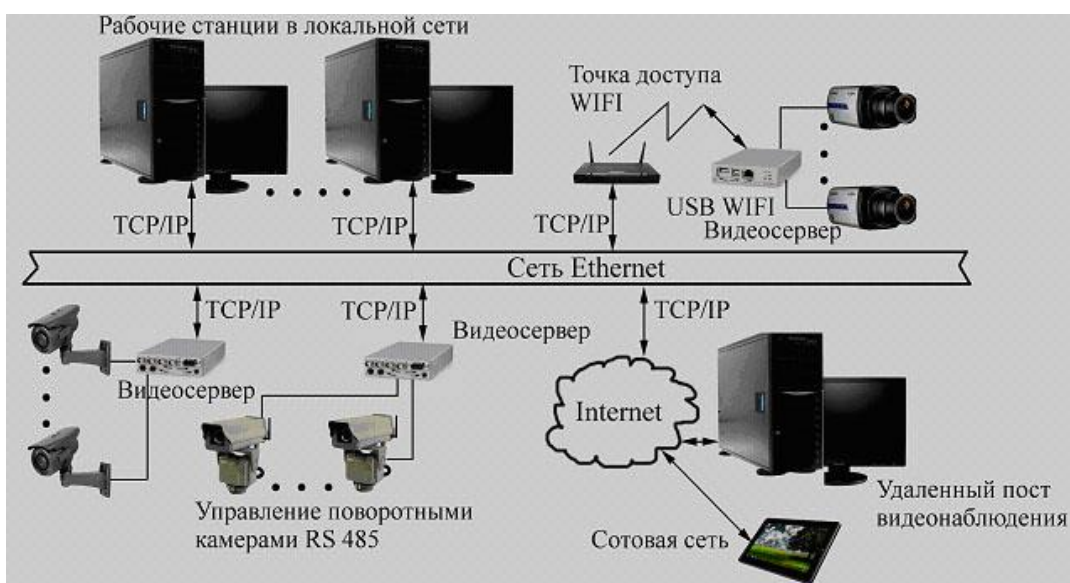 Рабочие станции в локальной сети
Точка доступа
WIFI
TCP/IP
TCP/IP
TCP/IP
USB WIFI
Видеосервер
Сеть Ethernet
TCP/IP
TCP/IP
TCP/IP
Видеосервер
Видеосервер
Internet
Управление поворотными
камерами RS 485
Удаленный пост
видеонаблюдения
Сотовая сеть